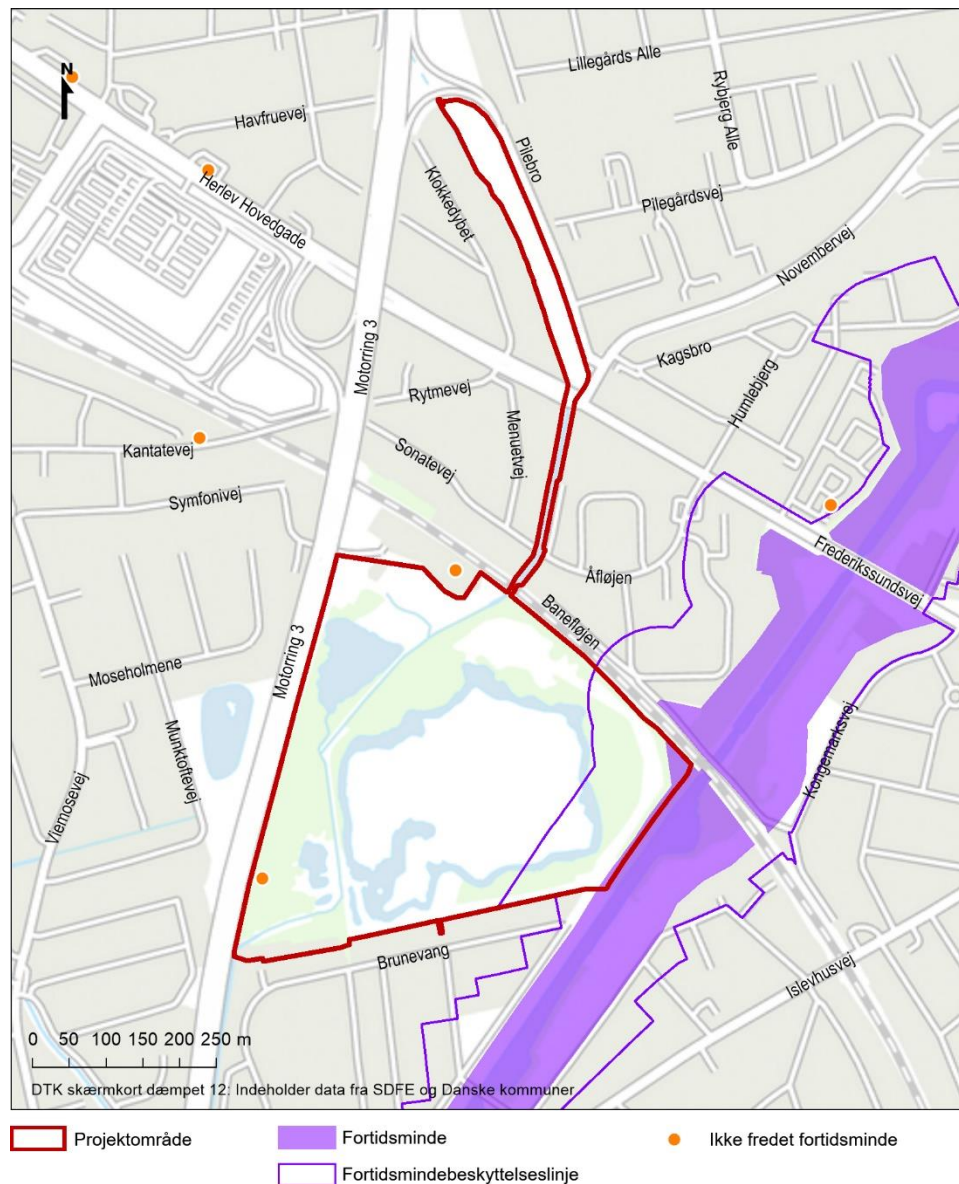 Lillegårds Alle
N
Rybjerg Alle
Havfruevej
Pilebro
Klokkedybet
Herlev Hovedgade
Pilegårdsvej
Novembervej
Motorring 3
Kagsbro
Humlebjerg
Rytmevej
Menuetvej
Kantatevej
Sonatevej
Symfonivej
Frederikssundsvej
Åfløjen
Banefløjen
Motorring 3
Moseholmene
Munktoftevej
Kongemarksvej
Viemosevej
Brunevang
Islevhusvej
0 50 100 150 200 250 m
DTK skærmkort dæmpet 12: Indeholder data fra SDFE og Danske kommuner
Projektområde
Fortidsminde
Ikke fredet fortidsminde
Fortidsmindebeskyttelseslinje